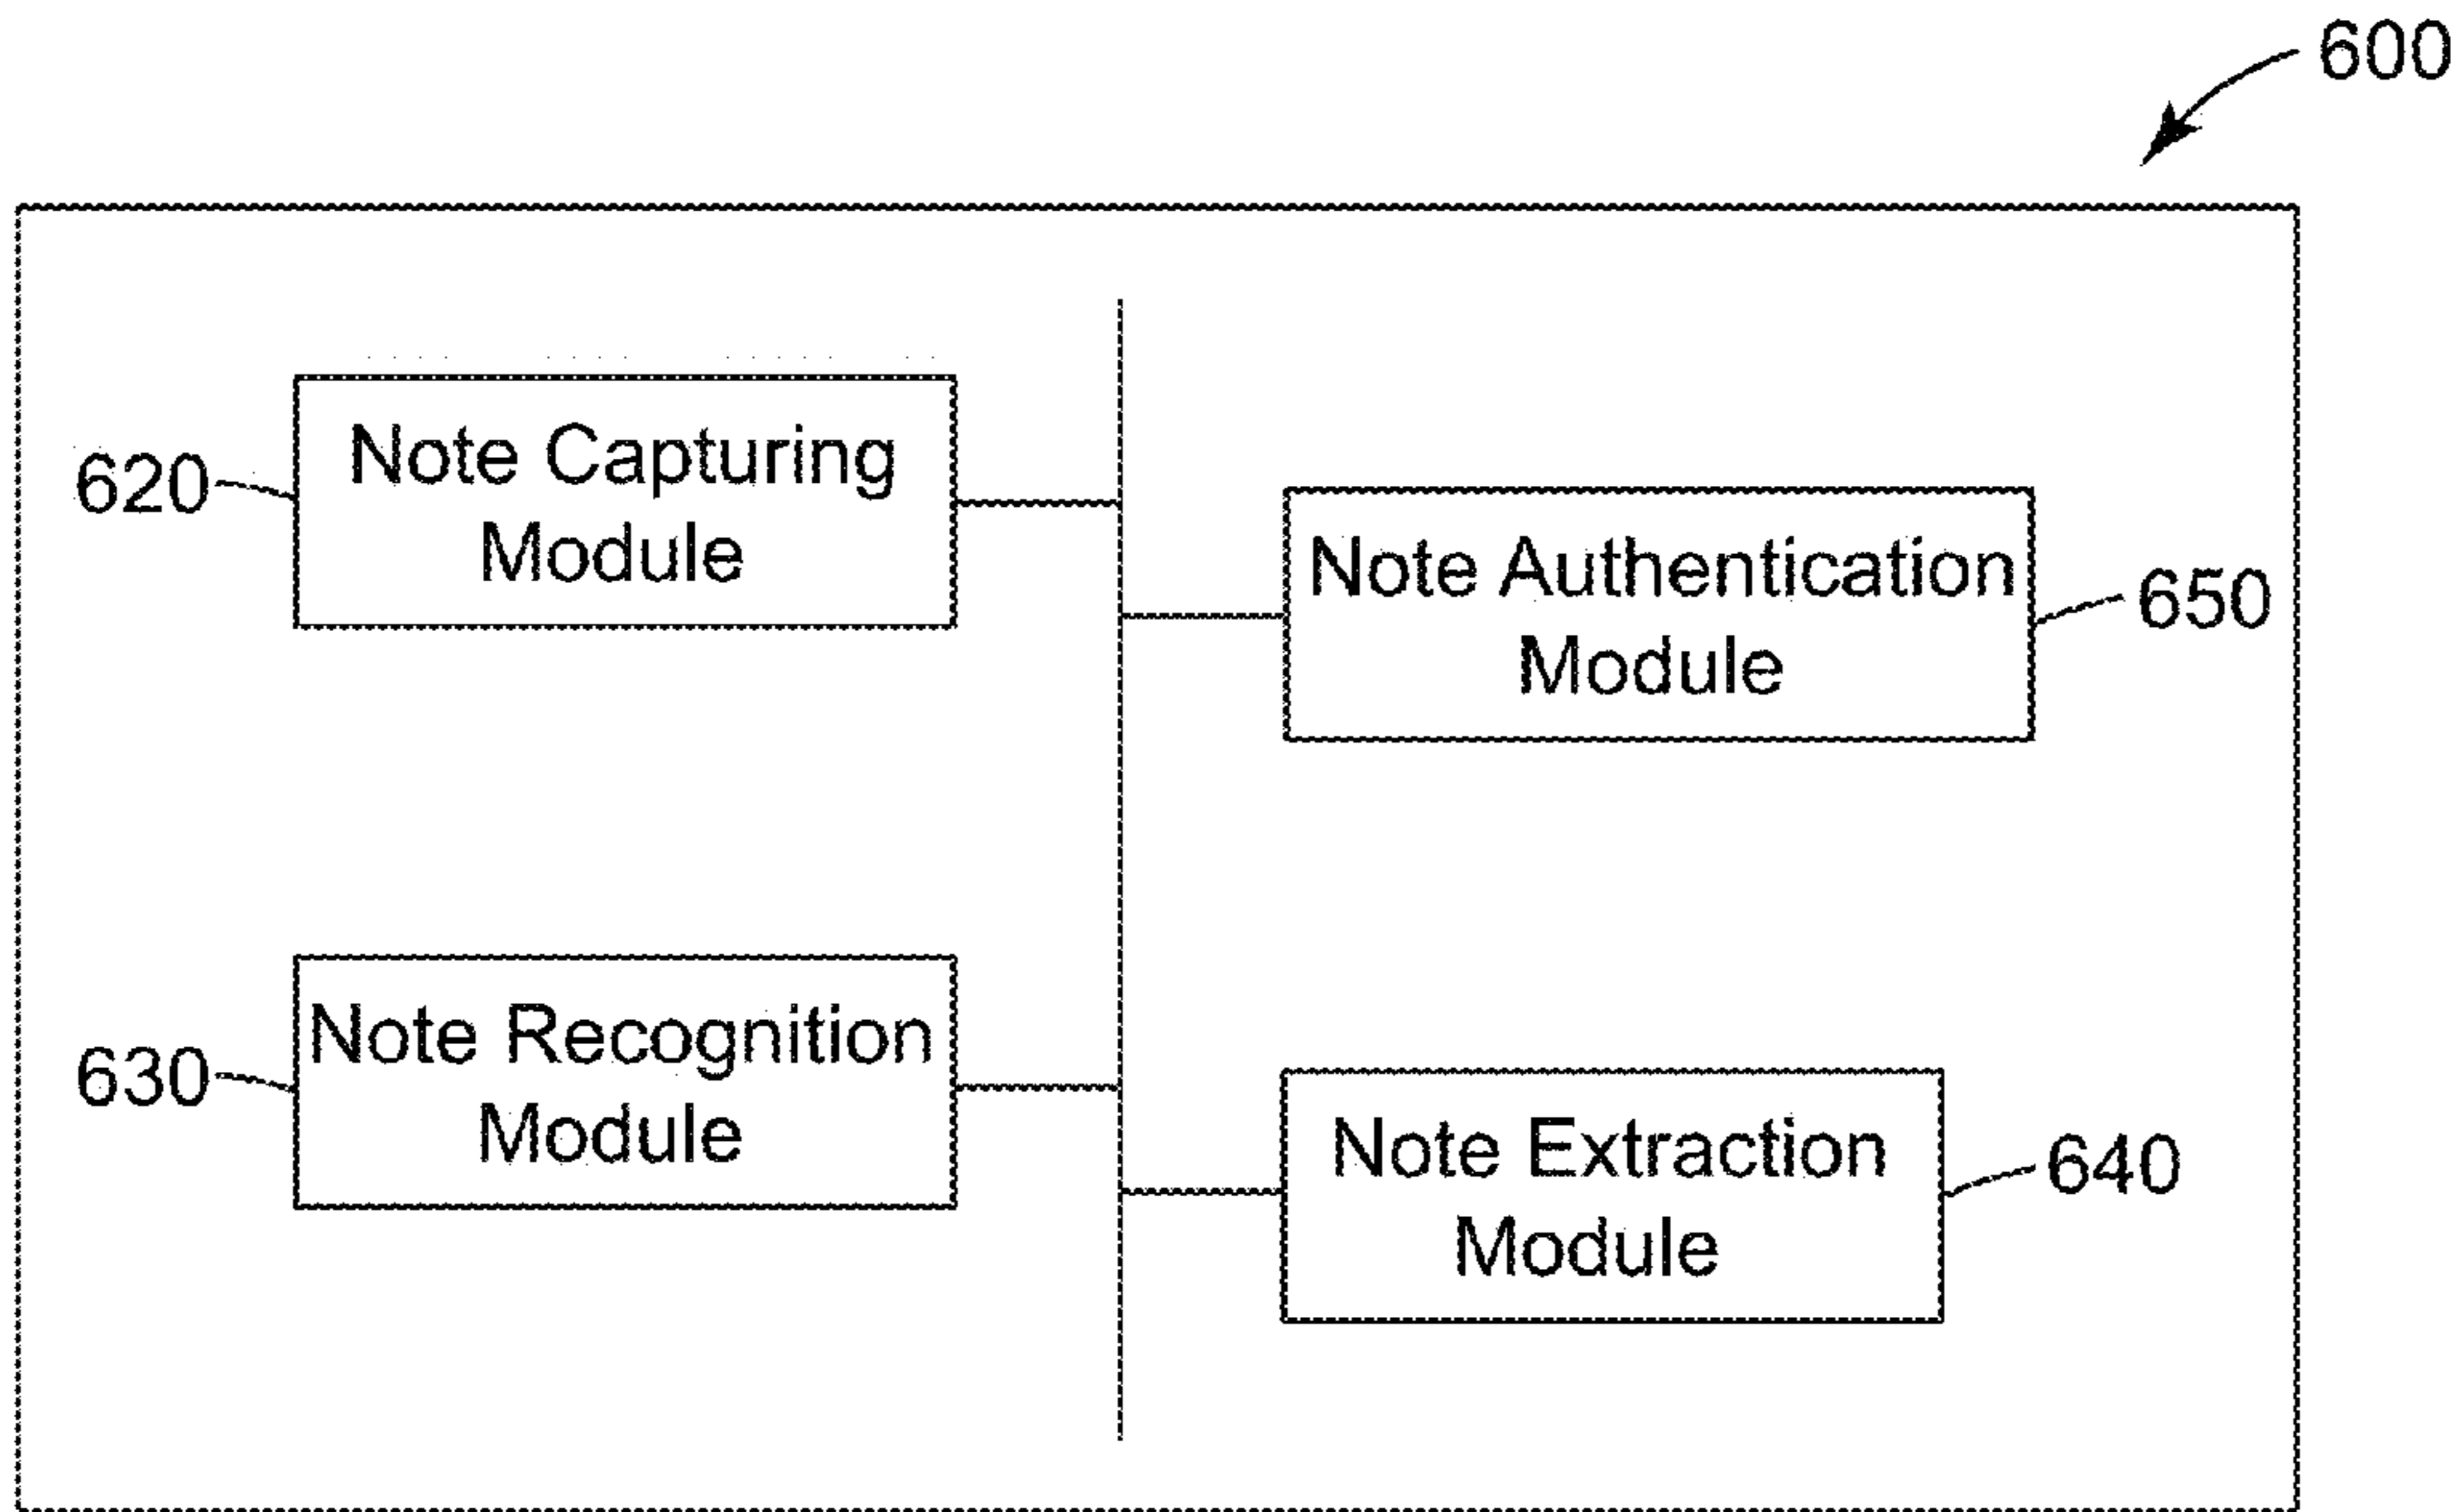 600
620
Note Capturing
Module
Note Authentication
Module
650
630
Note Recognition
Module
Note Extraction
Module
640